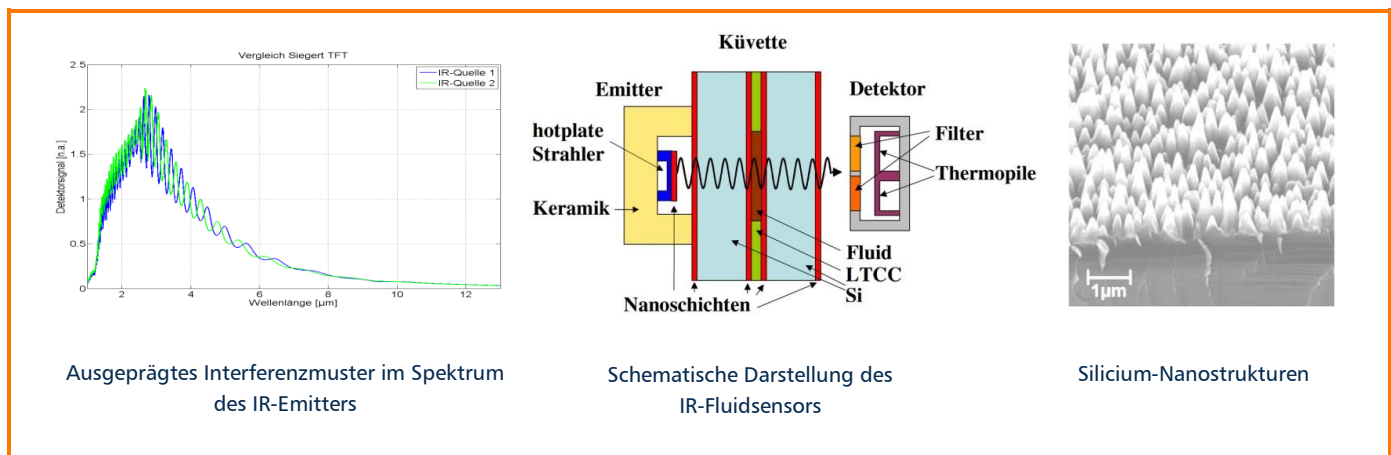 Vergleich Siegert TFT
IR-Quelle 1
IR-Quelle 2
2.5
2
1.5
1
0.5
0
2
4
6
8
10
12
Detektorsignal [n.a.]
Wellenlänge [µm]
Ausgeprägtes Interferenzmuster im Spektrum
des IR-Emitters
Küvette
Emitter
Detektor
hotplate
Strahler
Filter
Thermopile
Keramik
Fluid
LTCC
Si
Nanoschichten
Schematische Darstellung des
IR-Fluidsensors
1µm
Silicium-Nanostrukturen